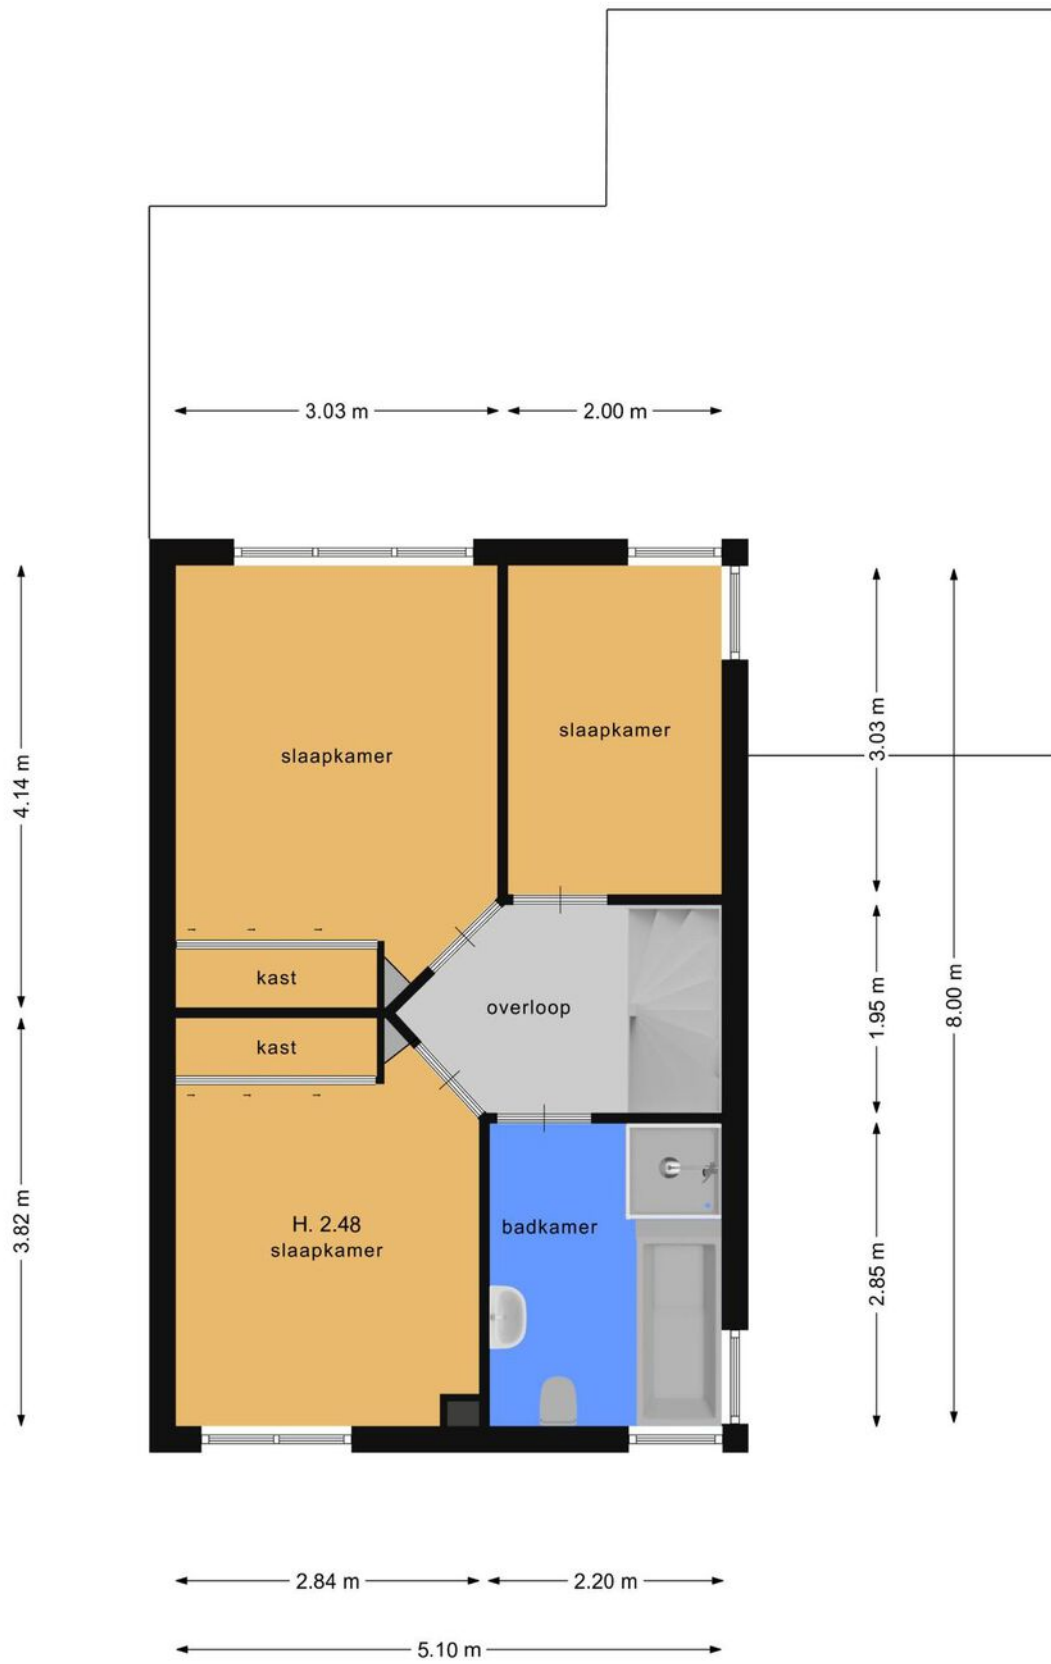 3.03 m
2.00 m
4.14 m
3.03 m
slaapkamer
slaapkamer
kast
overloop
kast
1.95 m
8.00 m
3.82 m
H. 2.48
slaapkamer
badkamer
2.85 m
2.84 m
2.20 m
5.10 m